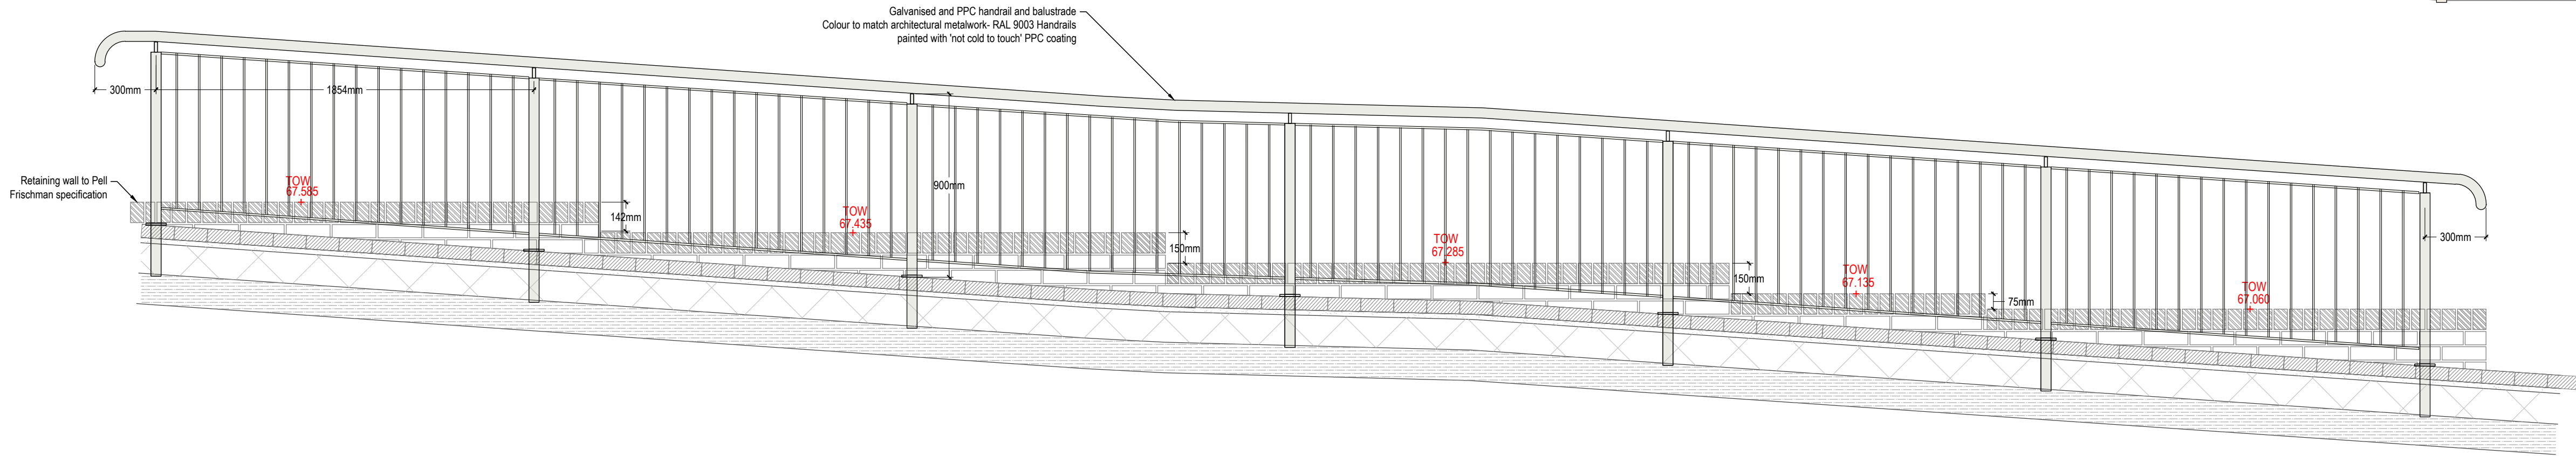 Galvanised and PPC handrail and balustrade
Colour to match architectural metalwork- RAL 9003 Handrails
painted with 'not cold to touch' PPC coating
300mm
1854mm
Retaining wall to Pell
Frischman specification
TOW
67.585
142mm
TOW
67.435
900mm
150mm
TOW
67.285
150mm
TOW
67.135
75mm
TOW
67.060
300mm